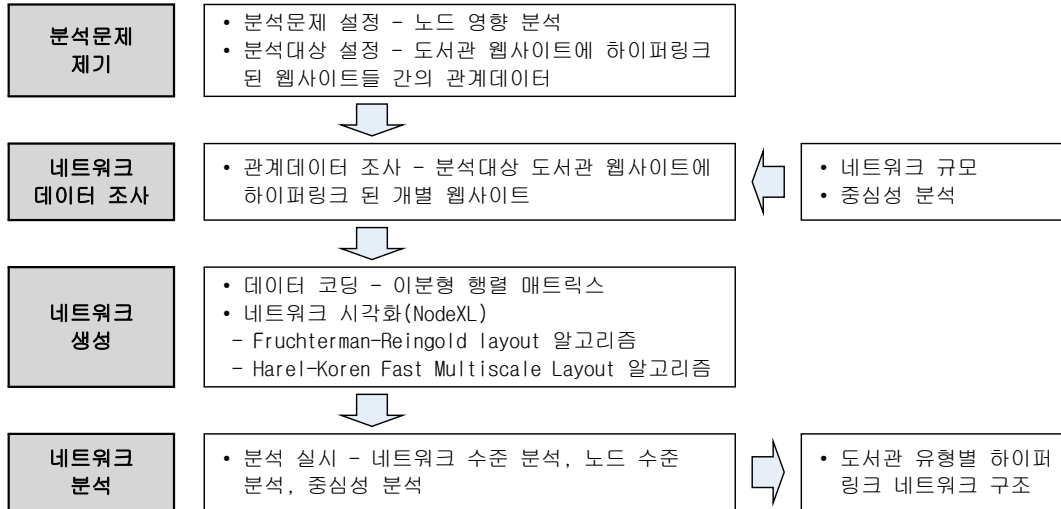 분석문제
제기
• 분석문제 설정 - 노드 영향 분석
• 분석대상 설정 - 도서관 웹사이트에 하이퍼링크
된 웹사이트들 간의 관계데이터
네트워크
데이터 조사
• 관계데이터 조사 - 분석대상 도서관 웹사이트에
하이퍼링크 된 개별 웹사이트
• 네트워크 규모
• 중심성 분석
네트워크
생성
• 데이터 코딩 - 이분형 행렬 매트릭스
• 네트워크 시각화(NodeXL)
- Fruchterman-Reingold layout 알고리즘
- Harel-Koren Fast Multiscale Layout 알고리즘
네트워크
분석
• 분석 실시 - 네트워크 수준 분석, 노드 수준
분석, 중심성 분석
• 도서관 유형별 하이퍼
링크 네트워크 구조